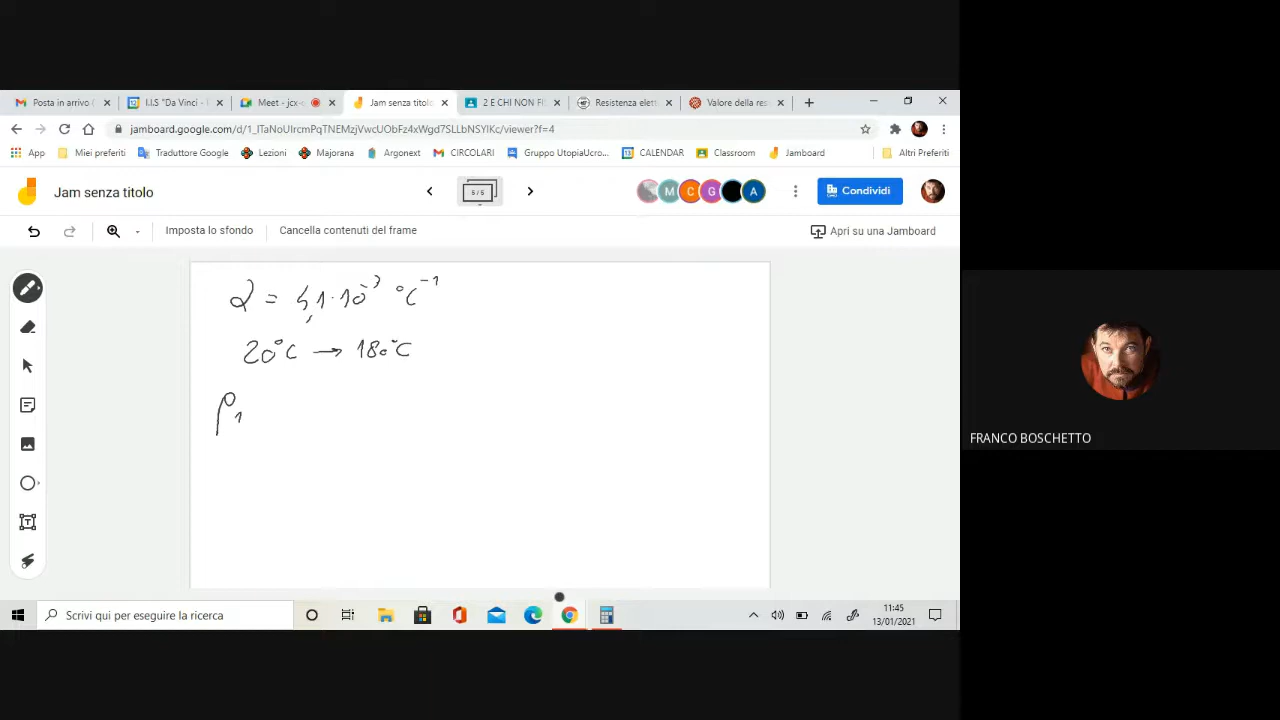 Posta in arrivo (
I.I.S "Da Vinci - I
Meet - jcx-c
Jam senza titolo
2 E CHI NON FI
Resistenza elett
Valore della res
jamboard.google.com/d/1_lTaNoUIrcmPqTNEMzjVwcUObFz4xWgd7SLLbNSYlKc/viewer?f=4
App
Miei preferiti
Traduttore Google
Lezioni
Majorana
Argonext
CIRCOLARI
Gruppo UtopiaUcro...
CALENDAR
Classroom
Jamboard
Altri Preferiti
Jam senza titolo
5/5
M C G A
Condividi
Imposta lo sfondo
Cancella contenuti del frame
Apri su una Jamboard
α = 4,1·10⁻³ °C⁻¹
20°C → 180°C
ρ₁
FRANCO BOSCHETTO
Scrivi qui per eseguire la ricerca
11:45
13/01/2021